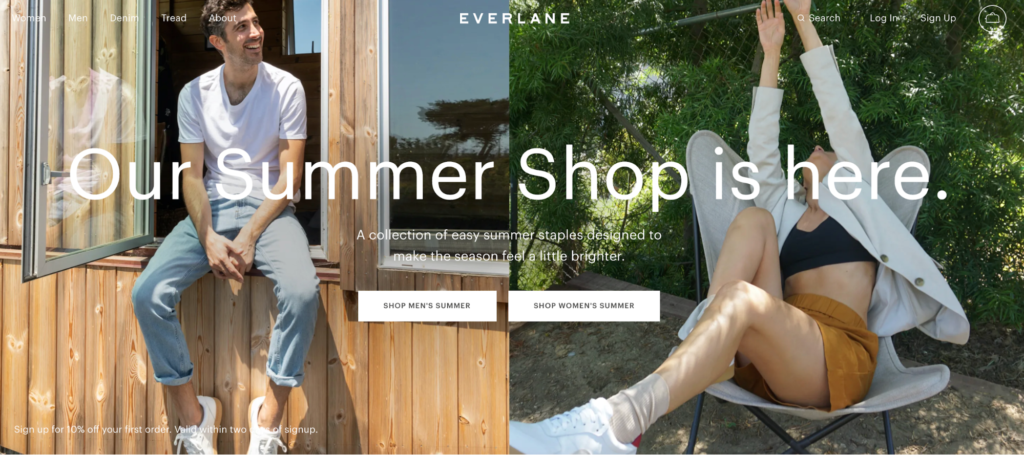 Women Men Denim Tread About EVERLANE Search Log In Sign Up
Our Summer Shop is here.
A collection of easy summer staples designed to
make the season feel a little brighter.
SHOP MEN'S SUMMER SHOP WOMEN'S SUMMER
Sign up for 10% off your first order. Valid within two of signup.